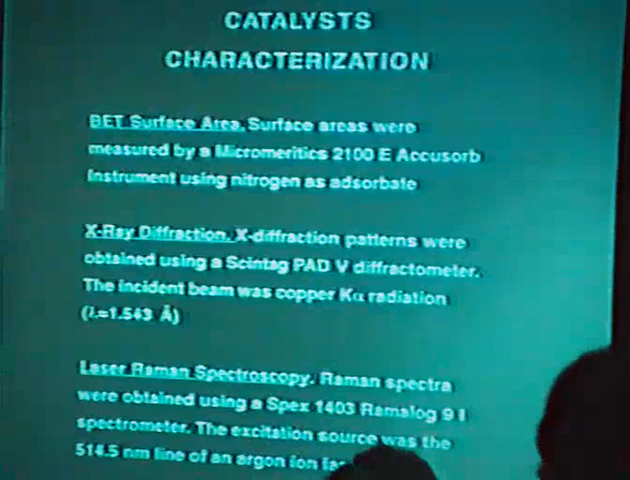 CATALYSTS
CHARACTERIZATION
BET Surface Area. Surface areas were
measured by a Micromeritics 2100 E Accusorb
instrument using nitrogen as adsorbate
X-Ray Diffraction. X-diffraction patterns were
obtained using a Scintag PAD V diffractometer.
The incident beam was copper Kα radiation
(λ=1.543 Å)
Laser Raman Spectroscopy. Raman spectra
were obtained using a Spex 1403 Ramalog 9 I
spectrometer. The excitation source was the
514.5 nm line of an argon ion